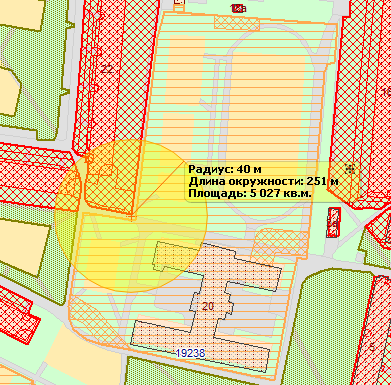 22
Радиус: 40 м
Длина окружности: 251 м
Площадь: 5 027 кв.м.
20
19238